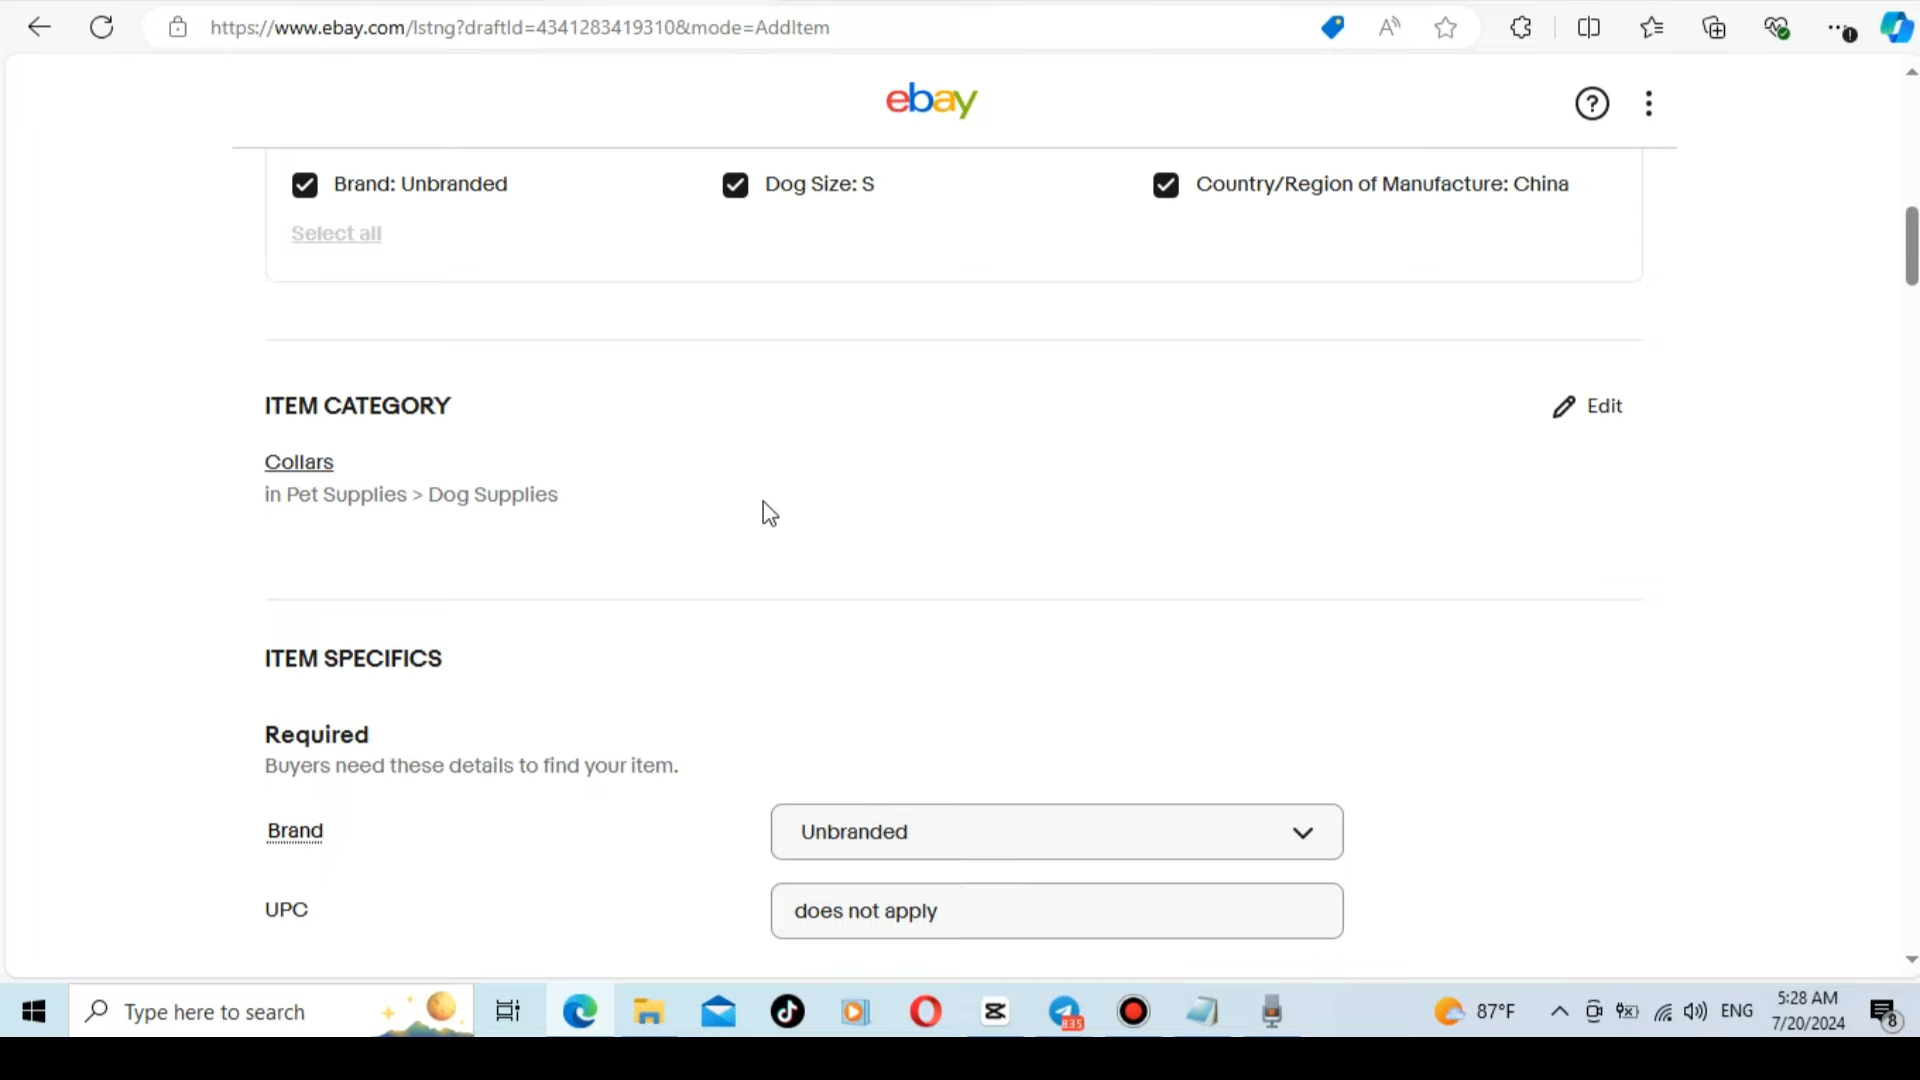 https://www.ebay.com/lstng?draftId=4341283419310&mode=AddItem
ebay
Brand: Unbranded
Dog Size: S
Country/Region of Manufacture: China
Select all
ITEM CATEGORY
Edit
Collars
in Pet Supplies > Dog Supplies
ITEM SPECIFICS
Required
Buyers need these details to find your item.
Brand
Unbranded
UPC
does not apply
Type here to search
835
87°F
ENG
5:28 AM
7/20/2024
8